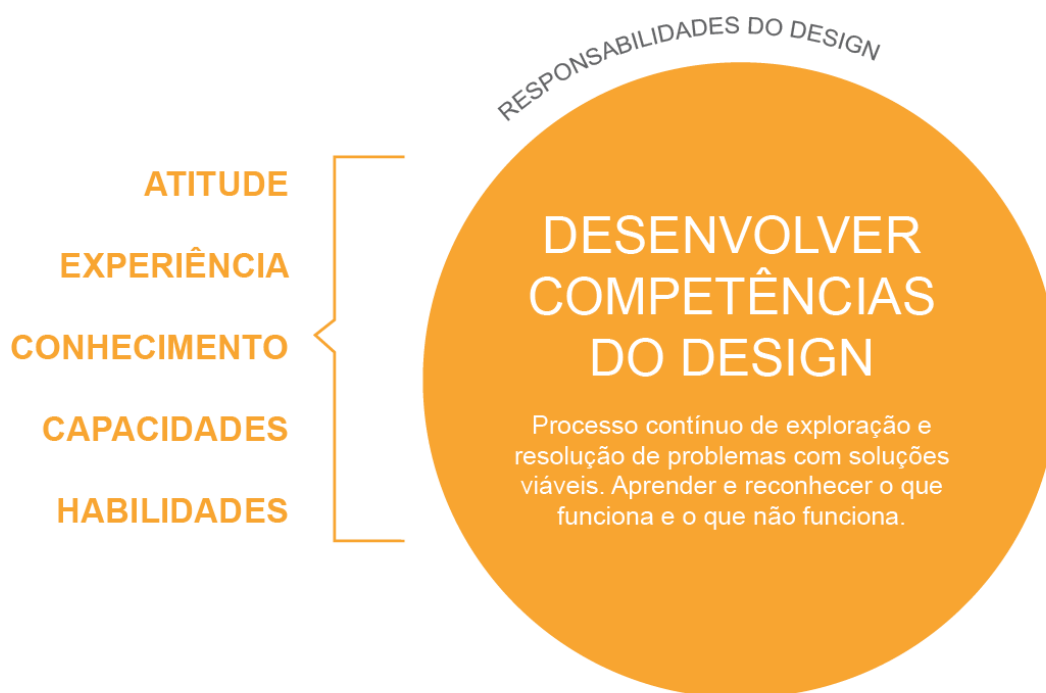 RESPONSABILIDADES DO DESIGN
ATITUDE
EXPERIÊNCIA
CONHECIMENTO
CAPACIDADES
HABILIDADES
DESENVOLVER
COMPETÊNCIAS
DO DESIGN
Processo contínuo de exploração e
resolução de problemas com soluções
viáveis. Aprender e reconhecer o que
funciona e o que não funciona.